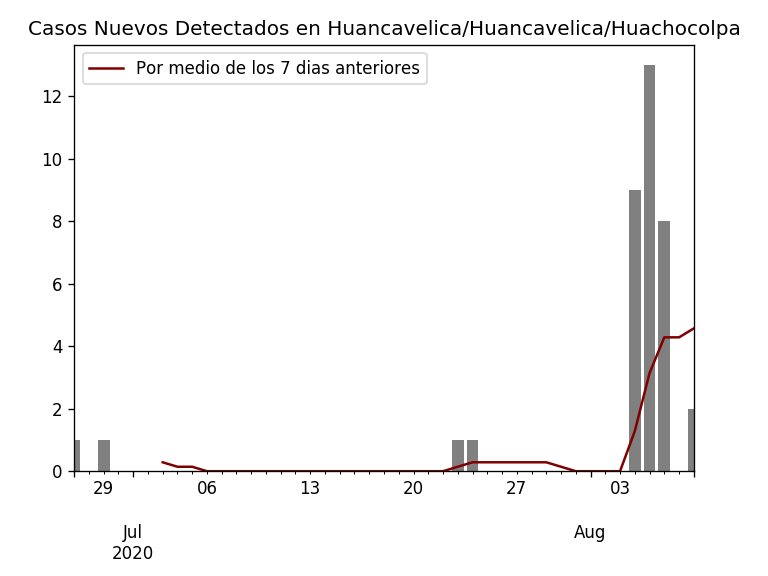 Casos Nuevos Detectados en Huancavelica/Huancavelica/Huachocolpa
Por medio de los 7 dias anteriores
12
10
8
6
4
2
0
29 06 13 20 27 03
Jul Aug
2020